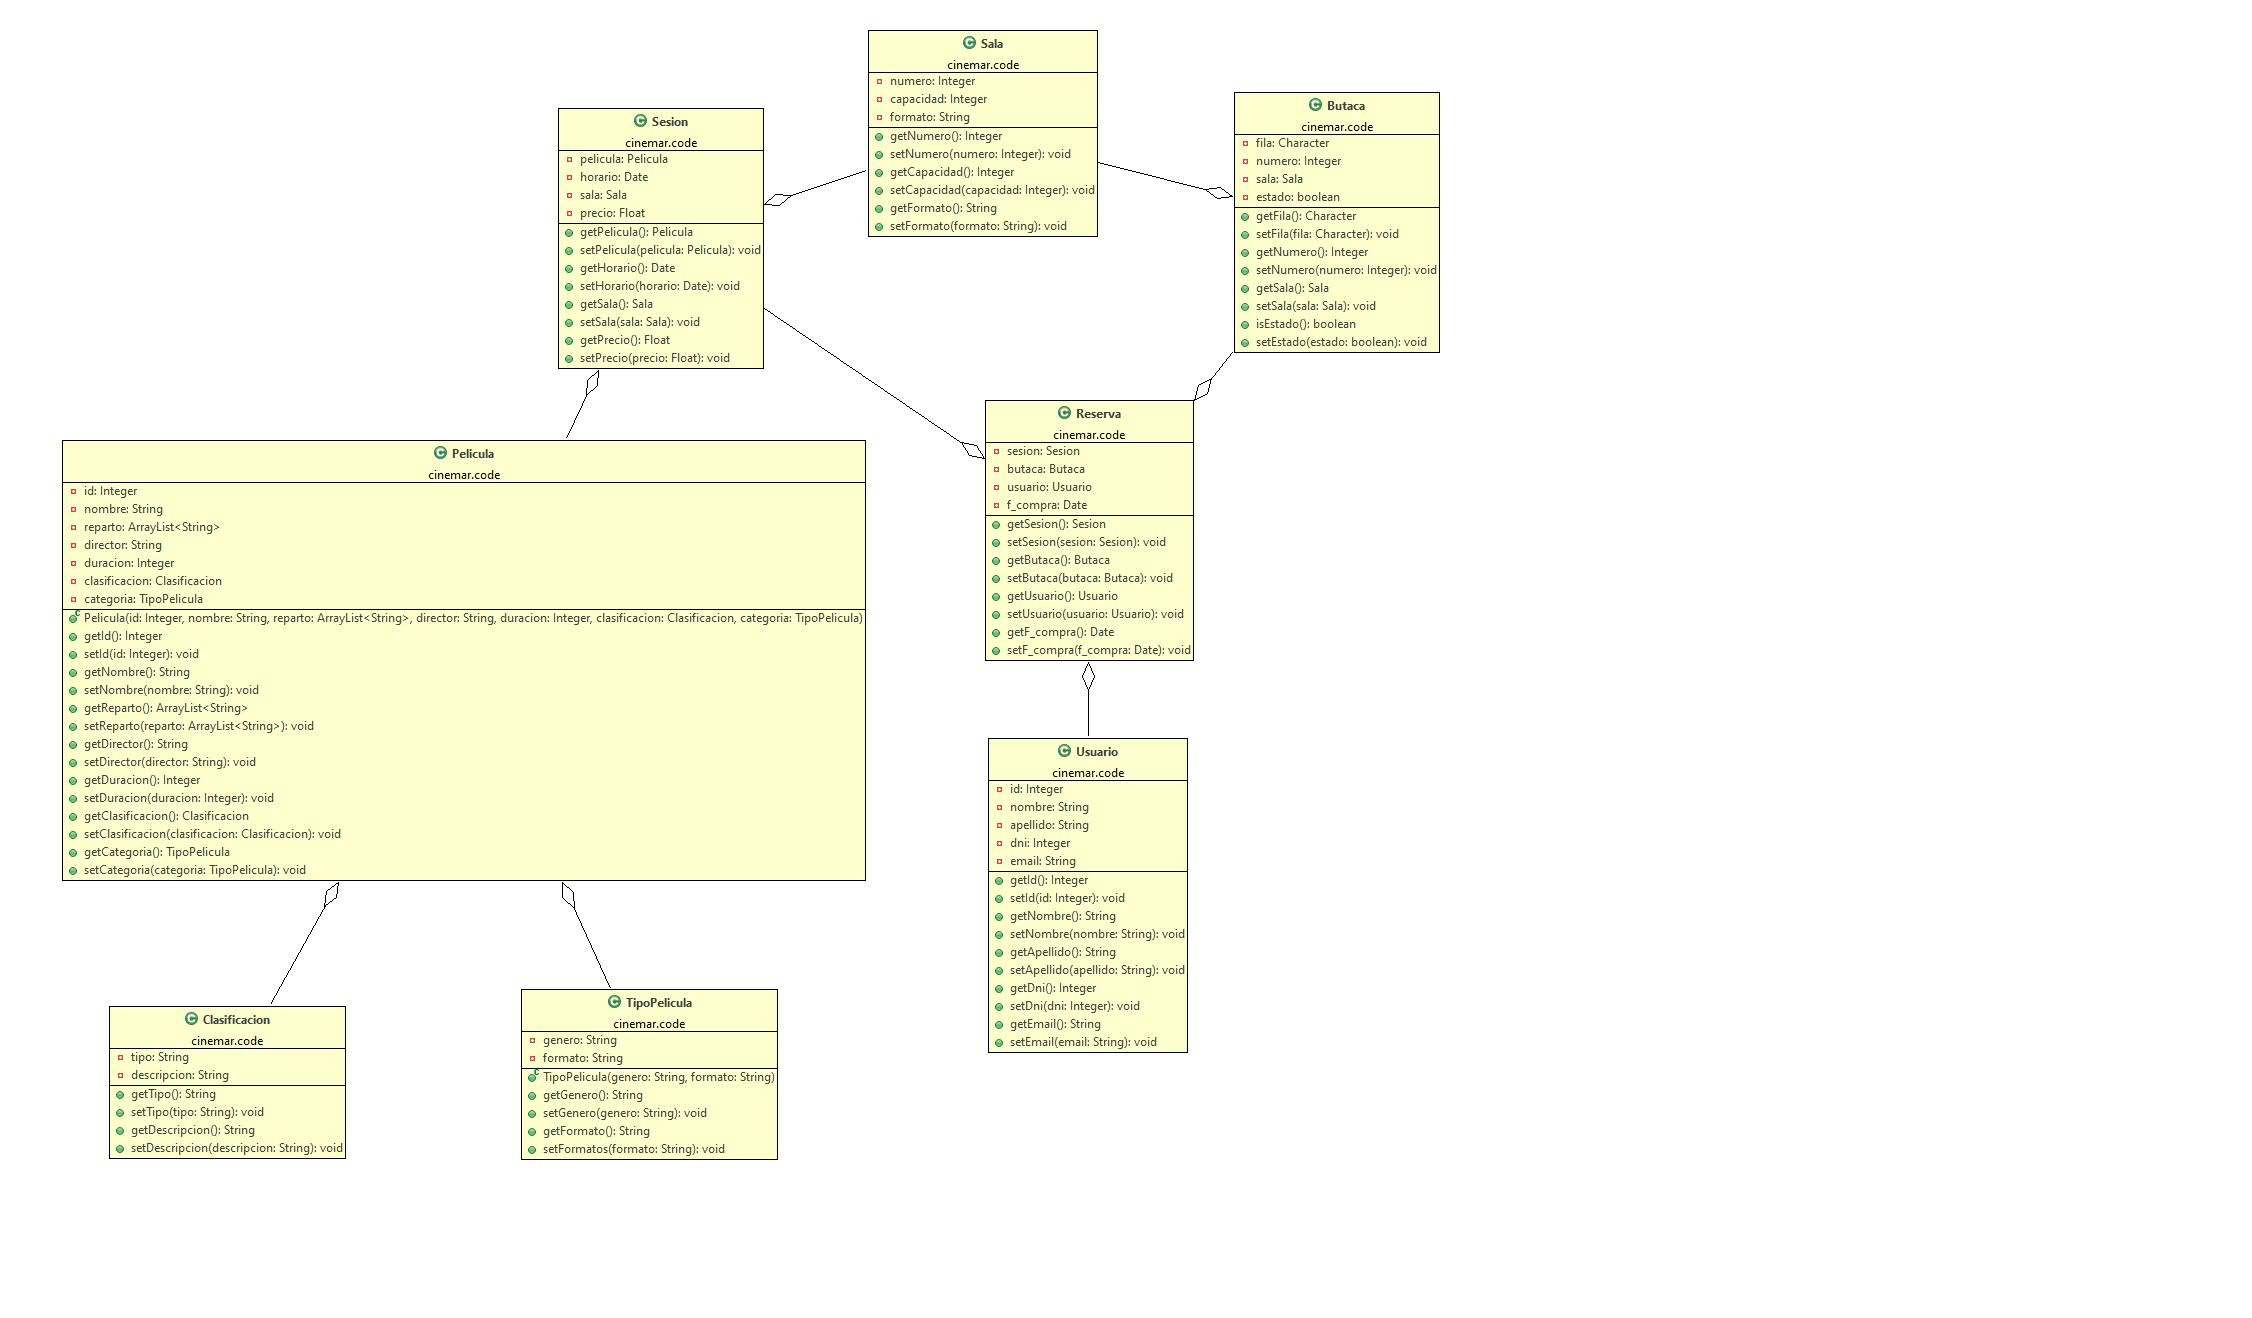 Sala
cinemar.code
numero: Integer
capacidad: Integer
formato: String
getNumero(): Integer
setNumero(numero: Integer): void
getCapacidad(): Integer
setCapacidad(capacidad: Integer): void
getFormato(): String
setFormato(formato: String): void
Butaca
cinemar.code
fila: Character
numero: Integer
sala: Sala
estado: boolean
getFila(): Character
setFila(fila: Character): void
getNumero(): Integer
setNumero(numero: Integer): void
getSala(): Sala
setSala(sala: Sala): void
isEstado(): boolean
setEstado(estado: boolean): void
Sesion
cinemar.code
pelicula: Pelicula
horario: Date
sala: Sala
precio: Float
getPelicula(): Pelicula
setPelicula(pelicula: Pelicula): void
getHorario(): Date
setHorario(horario: Date): void
getSala(): Sala
setSala(sala: Sala): void
getPrecio(): Float
setPrecio(precio: Float): void
Reserva
cinemar.code
sesion: Sesion
butaca: Butaca
usuario: Usuario
f_compra: Date
getSesion(): Sesion
setSesion(sesion: Sesion): void
getButaca(): Butaca
setButaca(butaca: Butaca): void
getUsuario(): Usuario
setUsuario(usuario: Usuario): void
getF_compra(): Date
setF_compra(f_compra: Date): void
Pelicula
cinemar.code
id: Integer
nombre: String
reparto: ArrayList<String>
director: String
duracion: Integer
clasificacion: Clasificacion
categoria: TipoPelicula
Pelicula(id: Integer, nombre: String, reparto: ArrayList<String>, director: String, duracion: Integer, clasificacion: Clasificacion, categoria: TipoPelicula)
getId(): Integer
setId(id: Integer): void
getNombre(): String
setNombre(nombre: String): void
getReparto(): ArrayList<String>
setReparto(reparto: ArrayList<String>): void
getDirector(): String
setDirector(director: String): void
getDuracion(): Integer
setDuracion(duracion: Integer): void
getClasificacion(): Clasificacion
setClasificacion(clasificacion: Clasificacion): void
getCategoria(): TipoPelicula
setCategoria(categoria: TipoPelicula): void
Usuario
cinemar.code
id: Integer
nombre: String
apellido: String
dni: Integer
email: String
getId(): Integer
setId(id: Integer): void
getNombre(): String
setNombre(nombre: String): void
getApellido(): String
setApellido(apellido: String): void
getDni(): Integer
setDni(dni: Integer): void
getEmail(): String
setEmail(email: String): void
Clasificacion
cinemar.code
tipo: String
descripcion: String
getTipo(): String
setTipo(tipo: String): void
getDescripcion(): String
setDescripcion(descripcion: String): void
TipoPelicula
cinemar.code
genero: String
formato: String
TipoPelicula(genero: String, formato: String)
getGenero(): String
setGenero(genero: String): void
getFormato(): String
setFormatos(formato: String): void